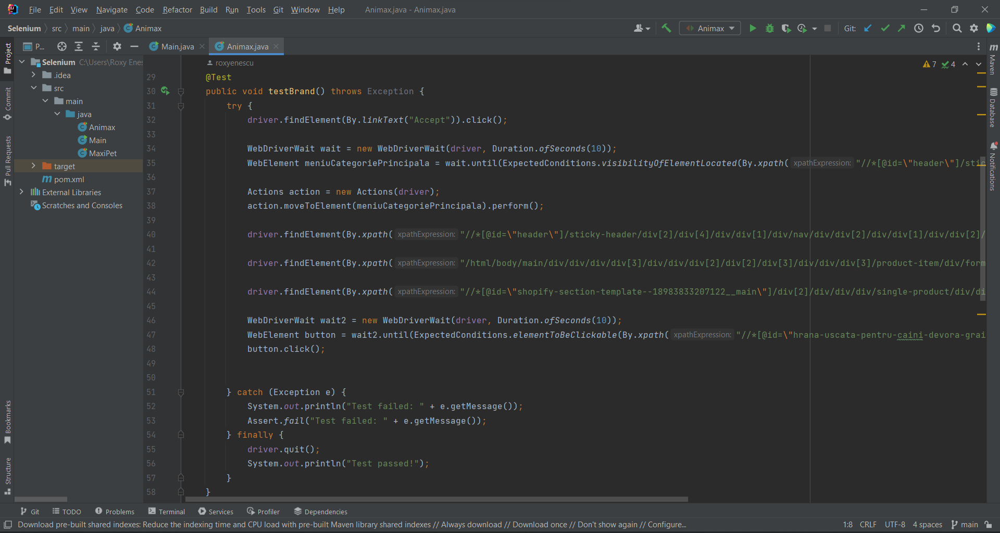 File Edit View Navigate Code Refactor Build Run Tools Git Window Help Animax.java - Animax.java
Selenium src main java Animax Animax Git:
P... Main.java Animax.java
Project
Commit
Pull Requests
Bookmarks
Structure
Selenium C:\Users\Roxy Enes
.idea
src
main
java
Animax
Main
MaxiPet
target
pom.xml
External Libraries
Scratches and Consoles
roxyenescu
7 4
29 @Test
30 public void testBrand() throws Exception {
31 try {
32 driver.findElement(By.linkText("Accept")).click();
33
34 WebDriverWait wait = new WebDriverWait(driver, Duration.ofSeconds(10));
35 WebElement meniuCategoriePrincipala = wait.until(ExpectedConditions.visibilityOfElementLocated(By.xpath( xpathExpression: "//*[@id=\"header\"]/stic
36
37 Actions action = new Actions(driver);
38 action.moveToElement(meniuCategoriePrincipala).perform();
39
40 driver.findElement(By.xpath( xpathExpression: "//*[@id=\"header\"]/sticky-header/div[2]/div[4]/div/div[1]/div/nav/div/div[2]/div/div[1]/div/div[2]/
41
42 driver.findElement(By.xpath( xpathExpression: "/html/body/main/div/div/div/div[3]/div/div/div[2]/div[2]/div[3]/div/div/div[3]/product-item/div/form
43
44 driver.findElement(By.xpath( xpathExpression: "//*[@id=\"shopify-section-template--18983833207122__main\"]/div[2]/div/div/div/single-product/div/di
45
46 WebDriverWait wait2 = new WebDriverWait(driver, Duration.ofSeconds(10));
47 WebElement button = wait2.until(ExpectedConditions.elementToBeClickable(By.xpath( xpathExpression: "//*[@id=\"hrana-uscata-pentru-caini-devora-grai
48 button.click();
49
50
51 } catch (Exception e) {
52 System.out.println("Test failed: " + e.getMessage());
53 Assert.fail("Test failed: " + e.getMessage());
54 } finally {
55 driver.quit();
56 System.out.println("Test passed!");
57 }
58 }
Maven
Database
Notifications
Git TODO Problems Terminal Services Profiler Dependencies
Download pre-built shared indexes: Reduce the indexing time and CPU load with pre-built Maven library shared indexes // Always download // Download once // Don't show again // Configure... 1:8 CRLF UTF-8 4 spaces main